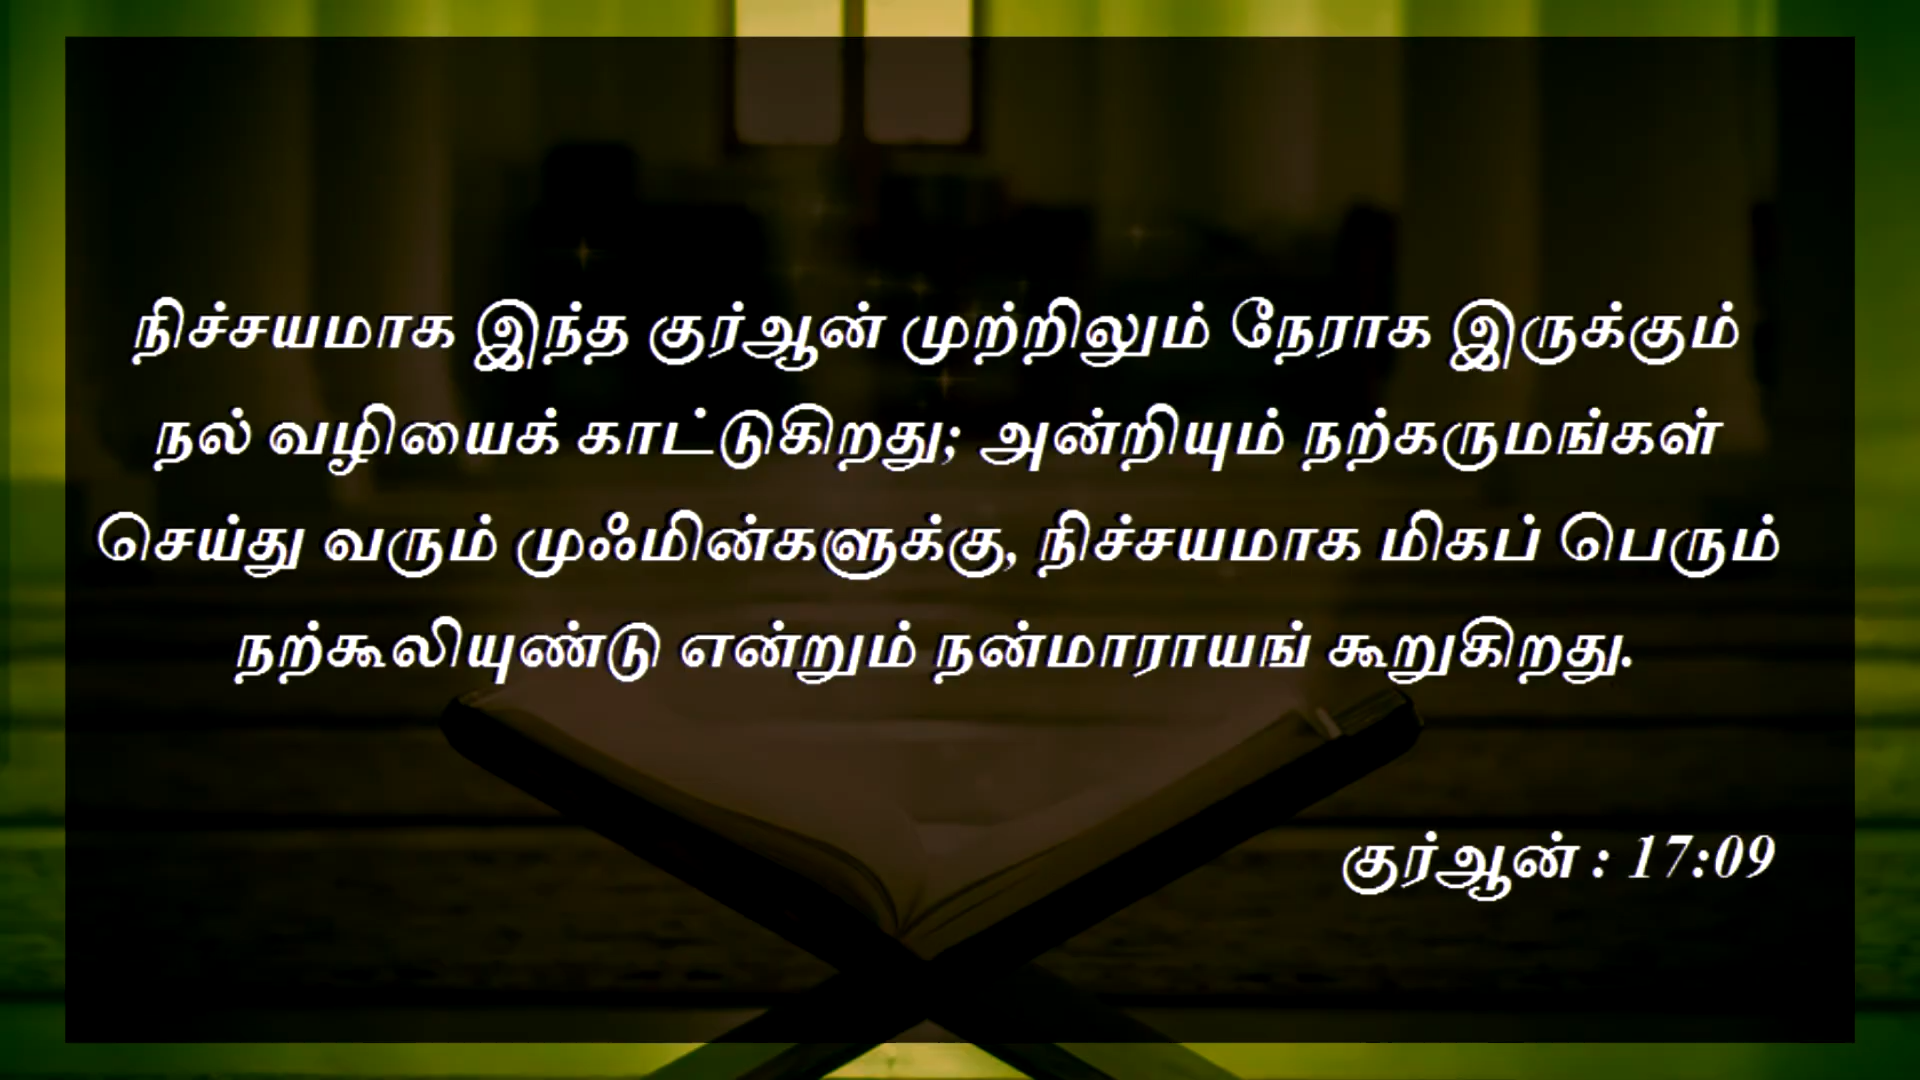 நிச்சயமாக இந்த குர்ஆன் முற்றிலும் நேராக இருக்கும்
நல் வழியைக் காட்டுகிறது; அன்றியும் நற்கருமங்கள்
செய்து வரும் முஃமின்களுக்கு, நிச்சயமாக மிகப் பெரும்
நற்கூலியுண்டு என்றும் நன்மாராயங் கூறுகிறது.
குர்ஆன் : 17:09